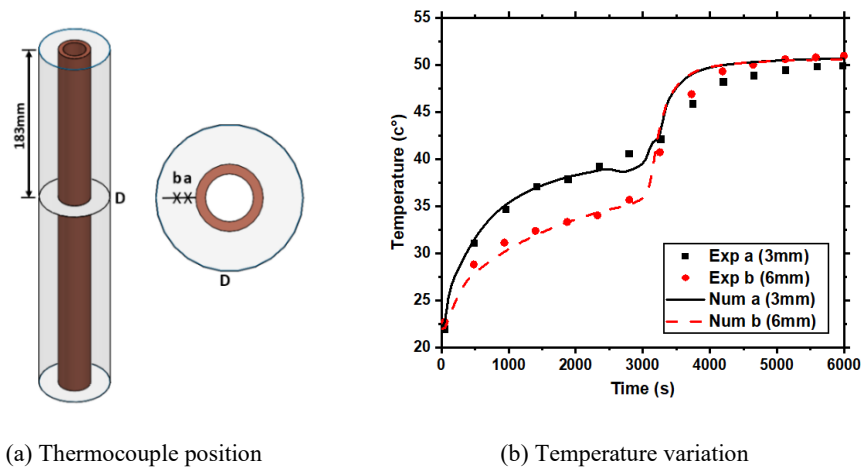 183mm
D
b a
D
Temperature (c°)
55
50
45
40
35
30
25
20
0 1000 2000 3000 4000 5000 6000
Time (s)
Exp a (3mm)
Exp b (6mm)
Num a (3mm)
Num b (6mm)
(a) Thermocouple position
(b) Temperature variation